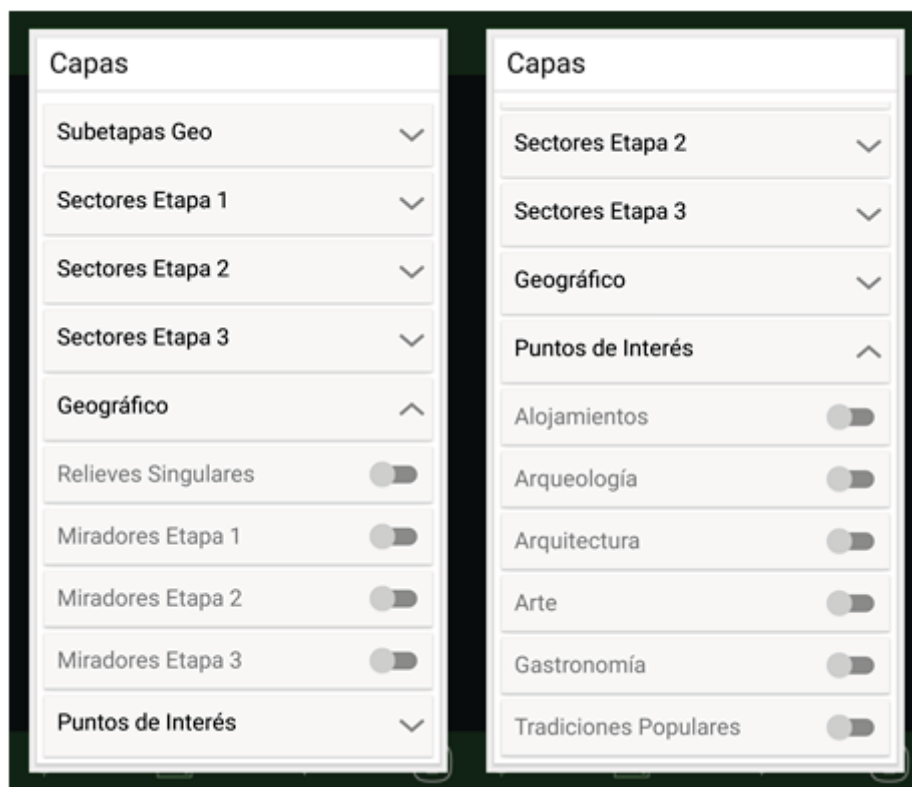 Capas
Subetapas Geo
Sectores Etapa 1
Sectores Etapa 2
Sectores Etapa 3
Geográfico
Relieves Singulares
Miradores Etapa 1
Miradores Etapa 2
Miradores Etapa 3
Puntos de Interés
Capas
Sectores Etapa 2
Sectores Etapa 3
Geográfico
Puntos de Interés
Alojamientos
Arqueología
Arquitectura
Arte
Gastronomía
Tradiciones Populares